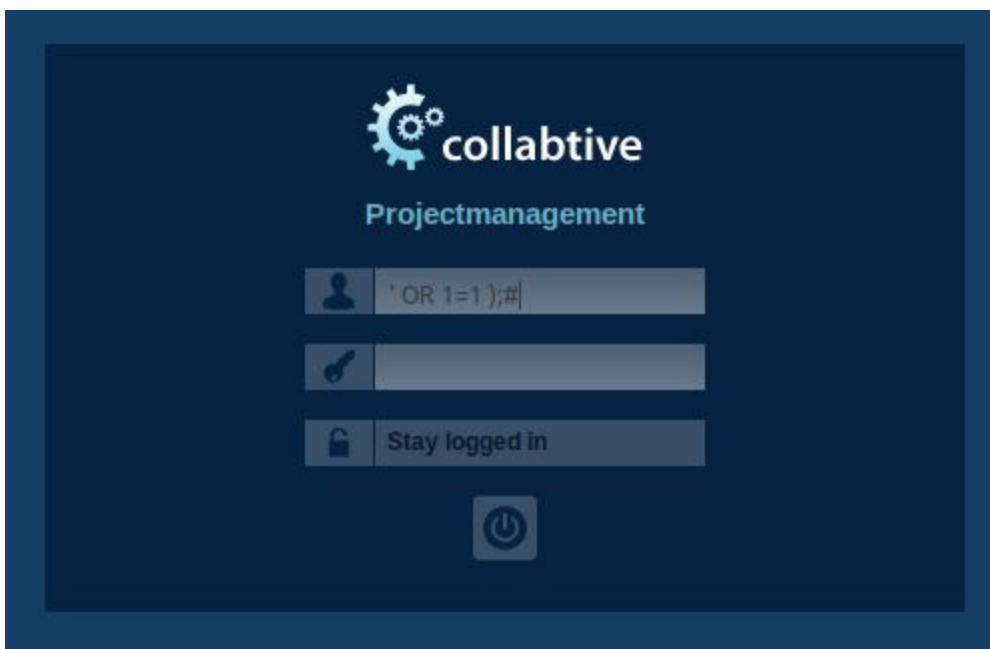 collabtive
Projectmanagement
' OR 1=1 );#
Stay logged in